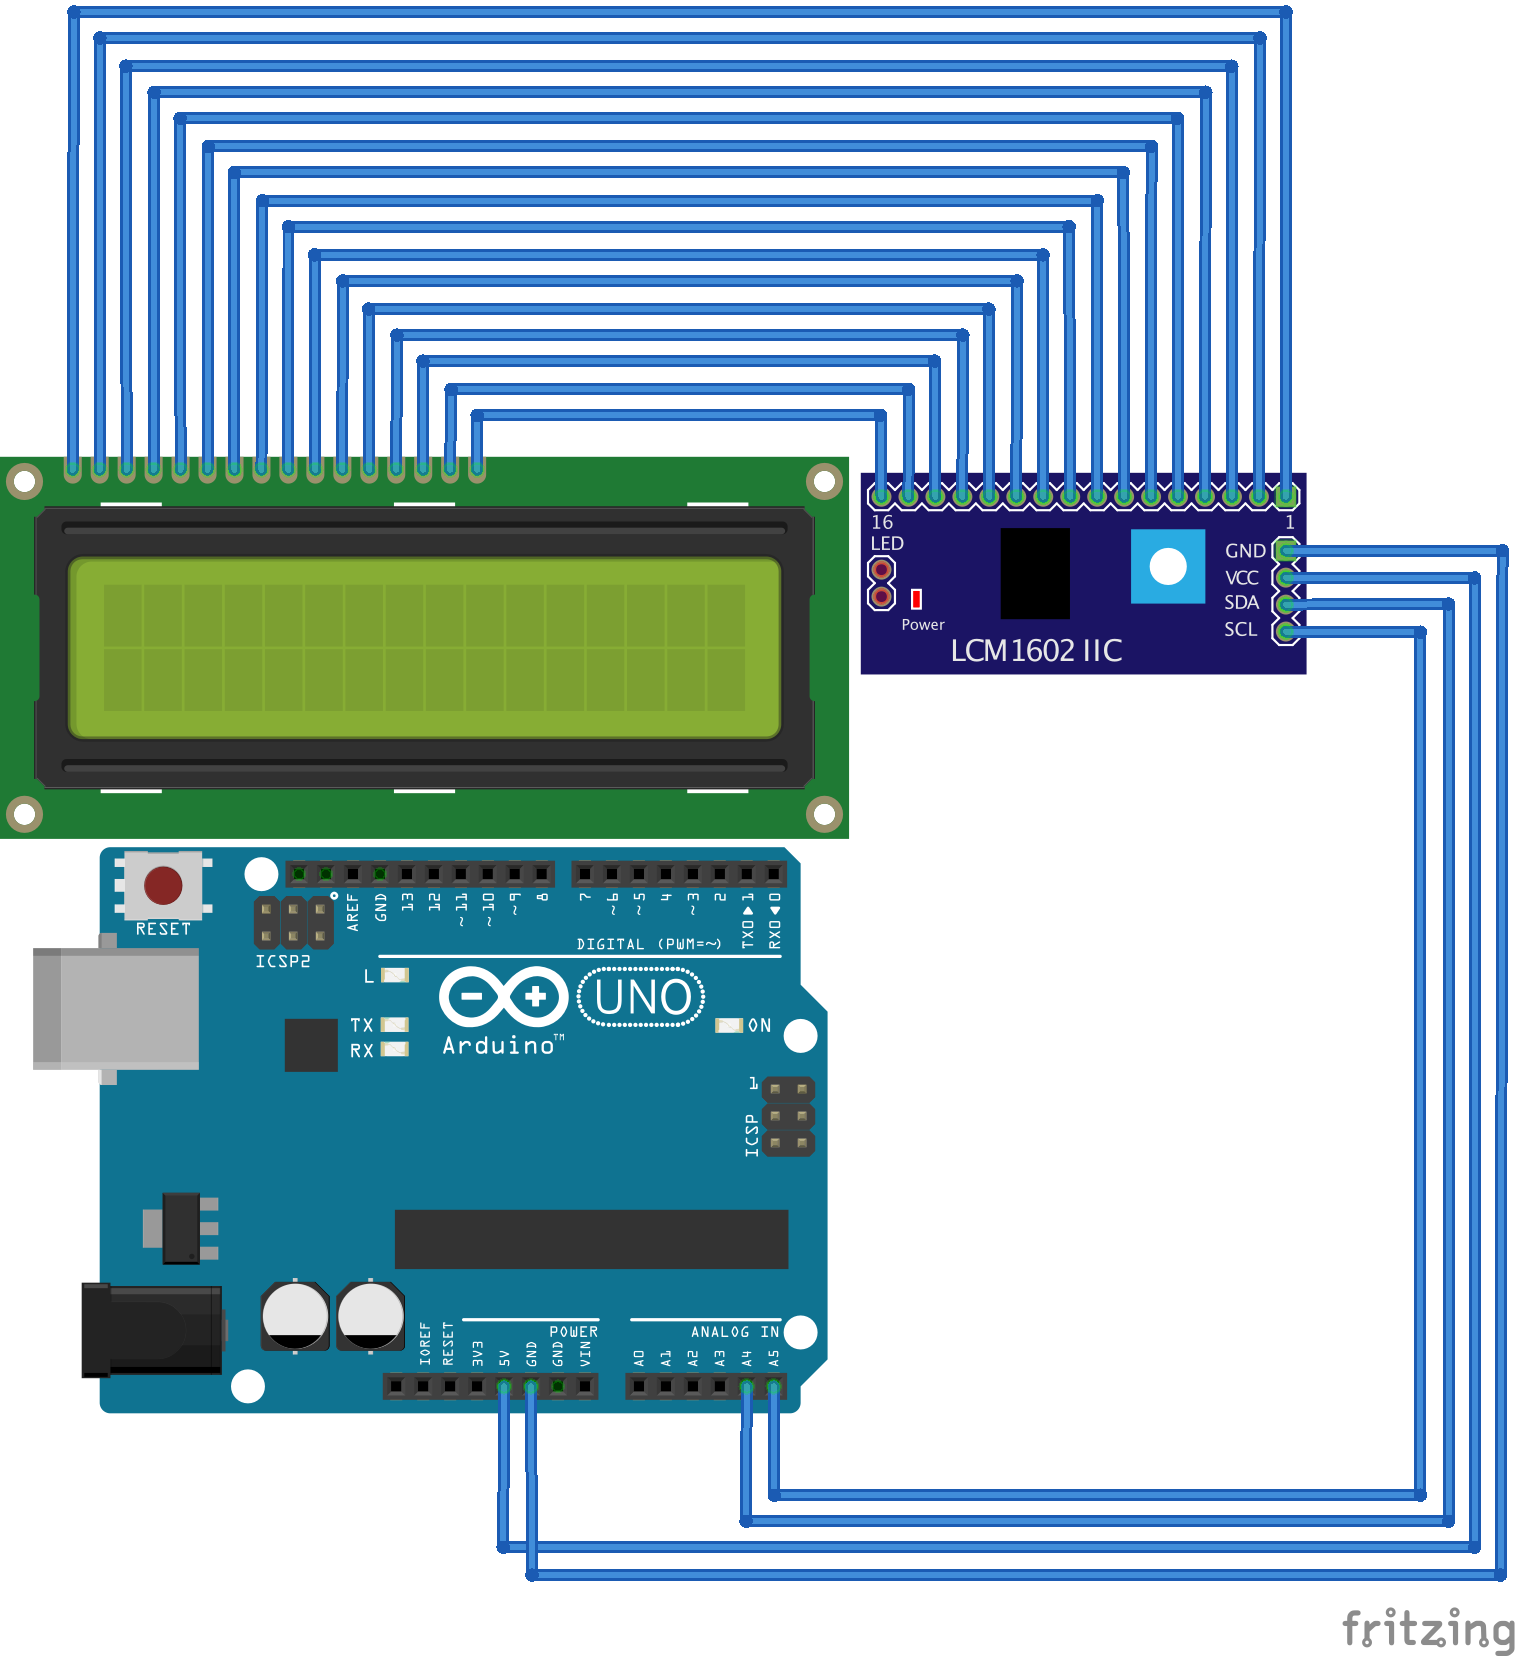 16
1
LED
GND
VCC
SDA
SCL
Power
LCM1602 IIC
RESET
ICSP2
AREF
GND
13
12
~11
~10
~9
8
7
~6
~5
4
~3
2
TX0▶1
RX0◀0
DIGITAL (PWM=~)
L
TX
RX
UNO
ON
Arduino™
1
ICSP
POWER
ANALOG IN
IOREF
RESET
3V3
5V
GND
GND
VIN
A0
A1
A2
A3
A4
A5
fritzing